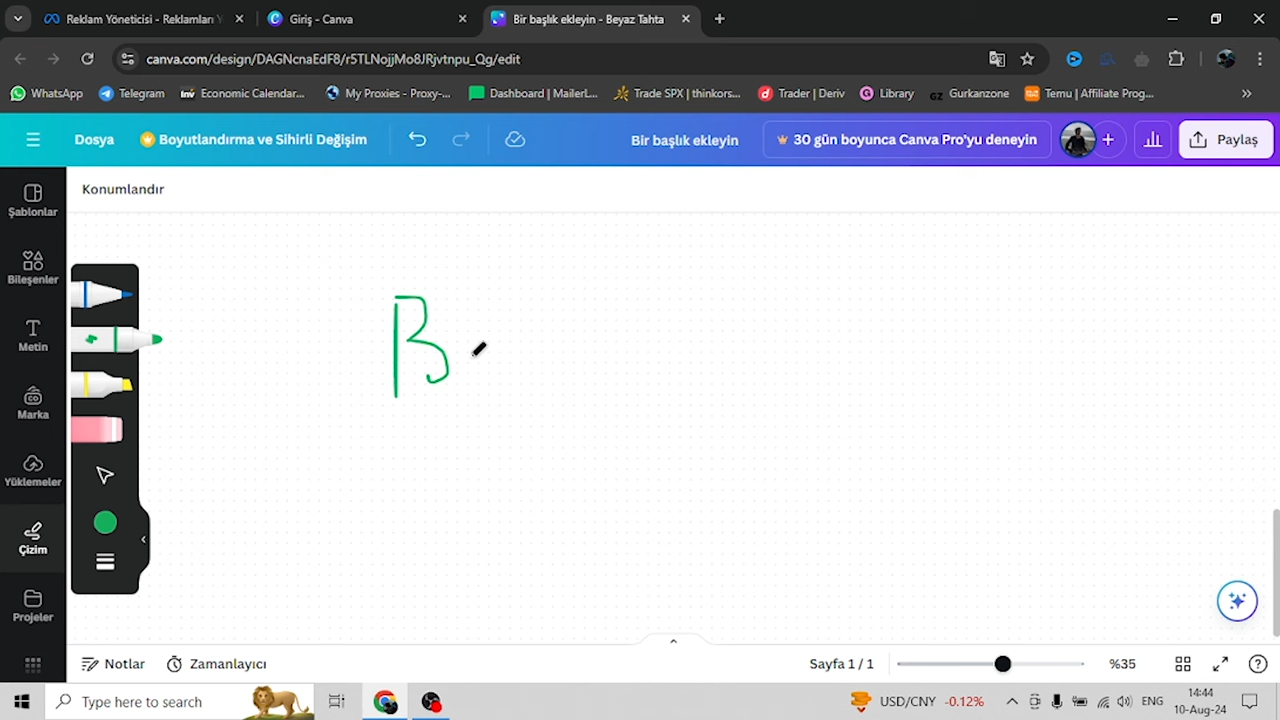 Reklam Yöneticisi - Reklamları Y
Giriş - Canva
Bir başlık ekleyin - Beyaz Tahta
canva.com/design/DAGNcnaEdF8/r5TLNojjMo8JRjvtnpu_Qg/edit
WhatsApp
Telegram
Economic Calendar...
My Proxies - Proxy-...
Dashboard | MailerL...
Trade SPX | thinkors...
Trader | Deriv
Library
Gurkanzone
Temu | Affiliate Prog...
Dosya
Boyutlandırma ve Sihirli Değişim
Bir başlık ekleyin
30 gün boyunca Canva Pro'yu deneyin
Paylaş
Konumlandır
Şablonlar
Bileşenler
Metin
Marka
Yüklemeler
Çizim
Projeler
B
Notlar
Zamanlayıcı
Sayfa 1 / 1
%35
Type here to search
USD/CNY -0.12%
ENG
14:44
10-Aug-24